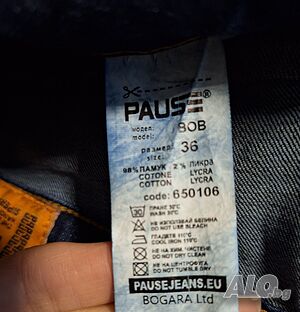 PAUSE®
модел:
model: BOB
размер:
size: 36
98% ПАМУК 2% ЛИКРА
COTONE LYCRA
COTTON LYCRA
code: 650106
ПРАНЕ 30°C
WASH 30°C
НЕ ИЗПОЛЗВАЙ БЕЛИНА
DO NOT USE BLEACH
ГЛАДЕТЕ 110°C
COOL IRON 110°C
НЕ НА ХИМ. ЧИСТЕНЕ
DO NOT DRY CLEAN
НЕ НА ЦЕНТРОФУГА
DO NOT TUMBLE DRY
PAUSEJEANS.EU
BOGARA Ltd
ALO.bg